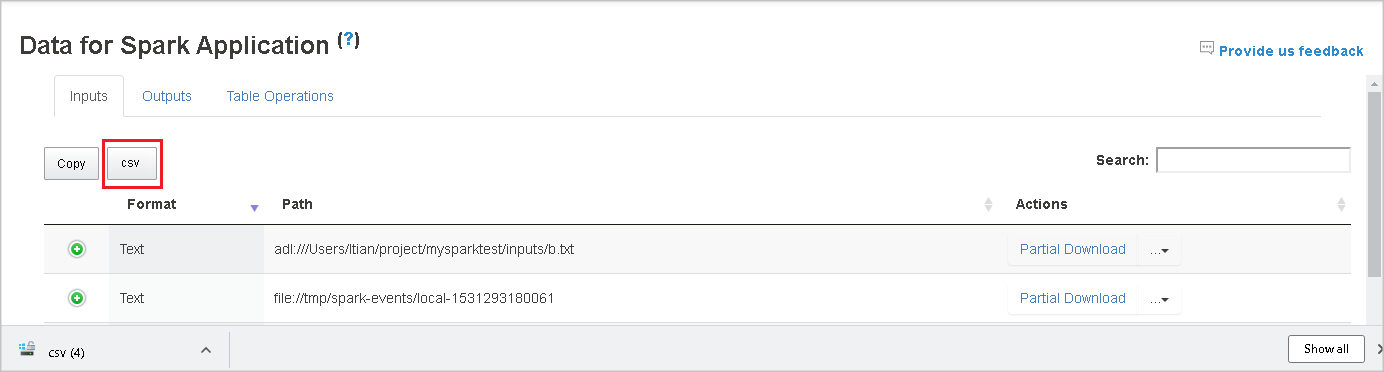 Data for Spark Application (?)
Provide us feedback
Inputs Outputs Table Operations
Copy csv Search:
Format Path Actions
Text adl:///Users/ltian/project/mysparktest/inputs/b.txt Partial Download ...
Text file://tmp/spark-events/local-1531293180061 Partial Download ...
csv (4) Show all